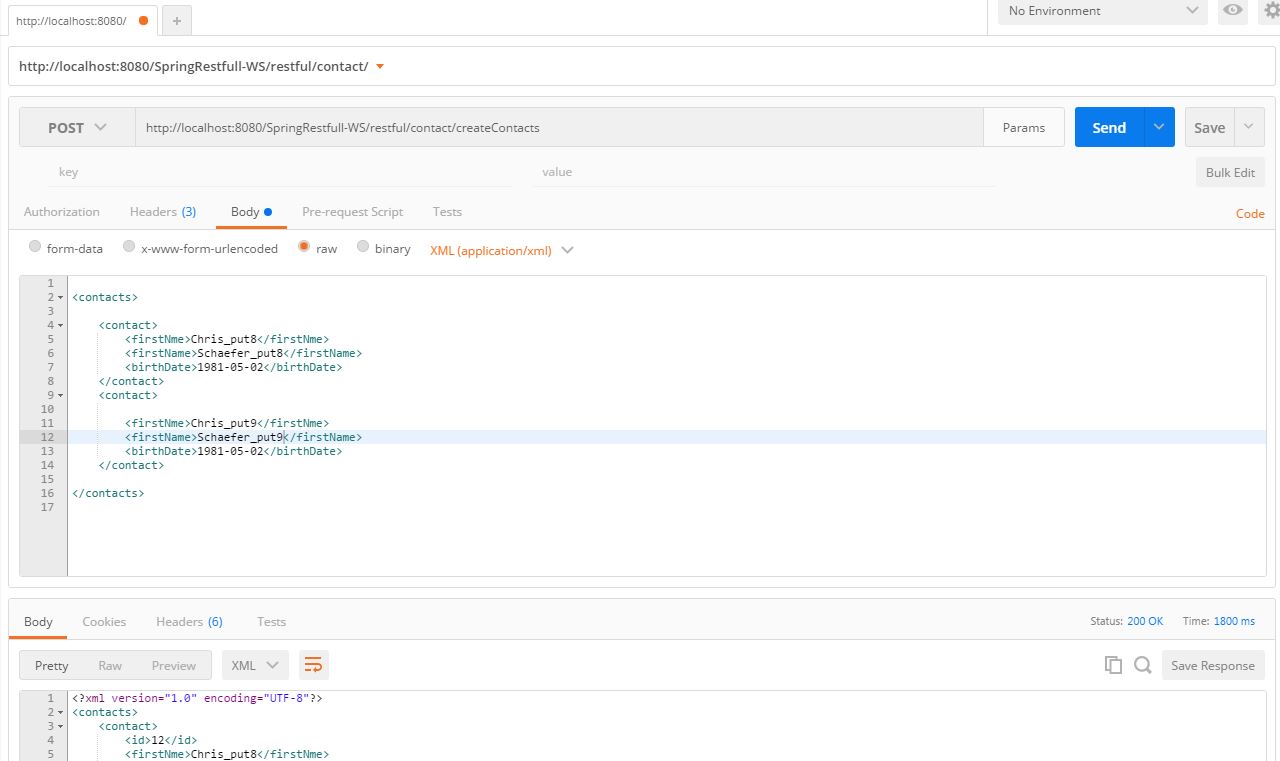 http://localhost:8080/ +
No Environment
http://localhost:8080/SpringRestfull-WS/restful/contact/
POST http://localhost:8080/SpringRestfull-WS/restful/contact/createContacts Params Send Save
key value Bulk Edit
Authorization Headers (3) Body Pre-request Script Tests Code
form-data x-www-form-urlencoded raw binary XML (application/xml)
1
2 <contacts>
3
4 <contact>
5 <firstNme>Chris_put8</firstNme>
6 <firstName>Schaefer_put8</firstName>
7 <birthDate>1981-05-02</birthDate>
8 </contact>
9 <contact>
10
11 <firstNme>Chris_put9</firstNme>
12 <firstName>Schaefer_put9</firstName>
13 <birthDate>1981-05-02</birthDate>
14 </contact>
15
16 </contacts>
17
Body Cookies Headers (6) Tests Status: 200 OK Time: 1800 ms
Pretty Raw Preview XML Save Response
1 <?xml version="1.0" encoding="UTF-8"?>
2 <contacts>
3 <contact>
4 <id>12</id>
5 <firstNme>Chris_put8</firstNme>